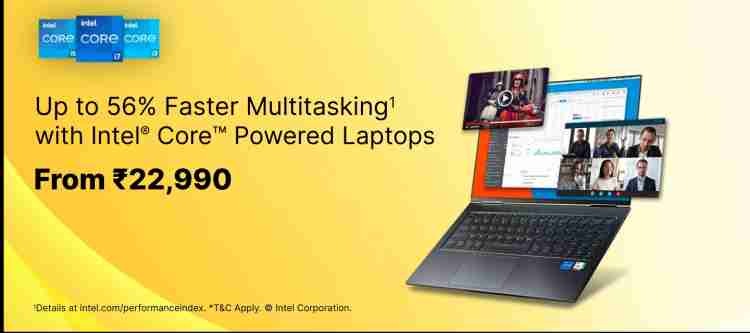 intel intel intel
CORE CORE CORE
i5 i7 i3
Up to 56% Faster Multitasking¹
with Intel® Core™ Powered Laptops
From ₹22,990
¹Details at intel.com/performanceindex. *T&C Apply. © Intel Corporation.